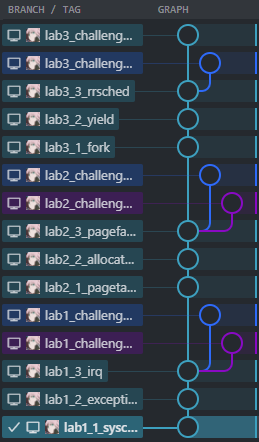 BRANCH / TAG GRAPH
lab3_challeng...
lab3_challeng...
lab3_3_rrsched
lab3_2_yield
lab3_1_fork
lab2_challeng...
lab2_challeng...
lab2_3_pagefa...
lab2_2_allocat...
lab2_1_pageta...
lab1_challeng...
lab1_challeng...
lab1_3_irq
lab1_2_excepti...
lab1_1_sysc...